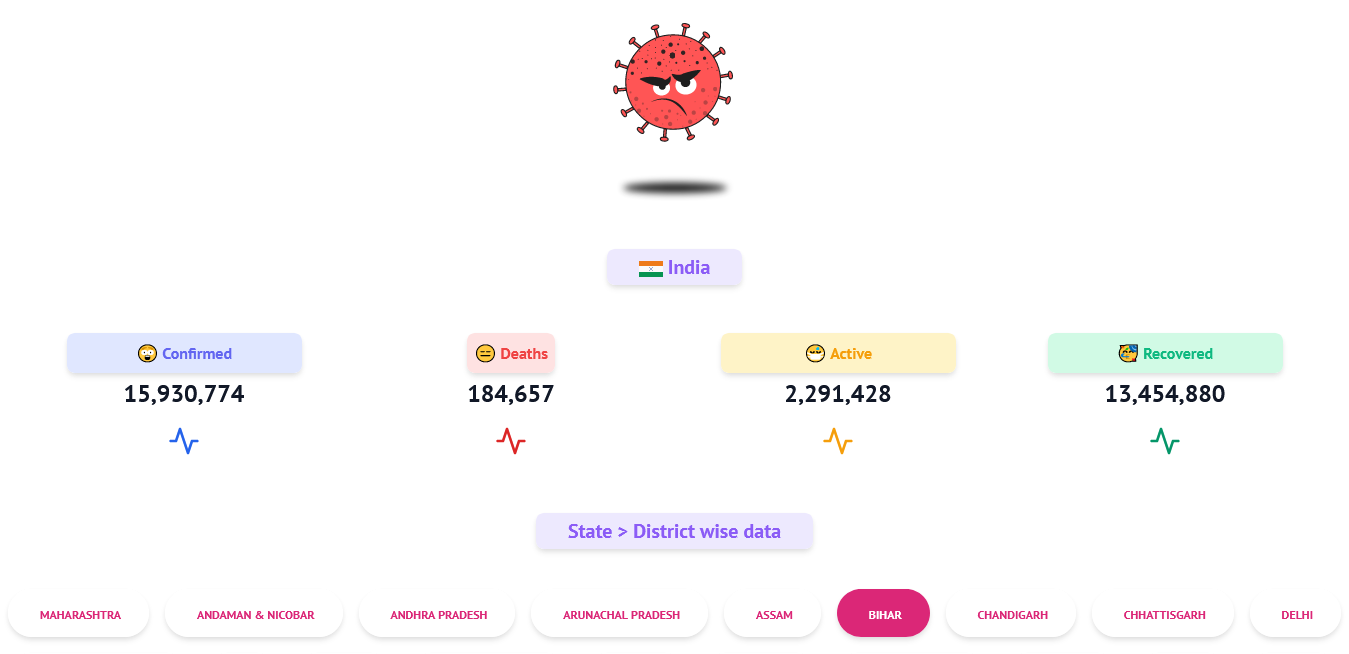 India
Confirmed
Deaths
Active
Recovered
15,930,774
184,657
2,291,428
13,454,880
State > District wise data
MAHARASHTRA
ANDAMAN & NICOBAR
ANDHRA PRADESH
ARUNACHAL PRADESH
ASSAM
BIHAR
CHANDIGARH
CHHATTISGARH
DELHI